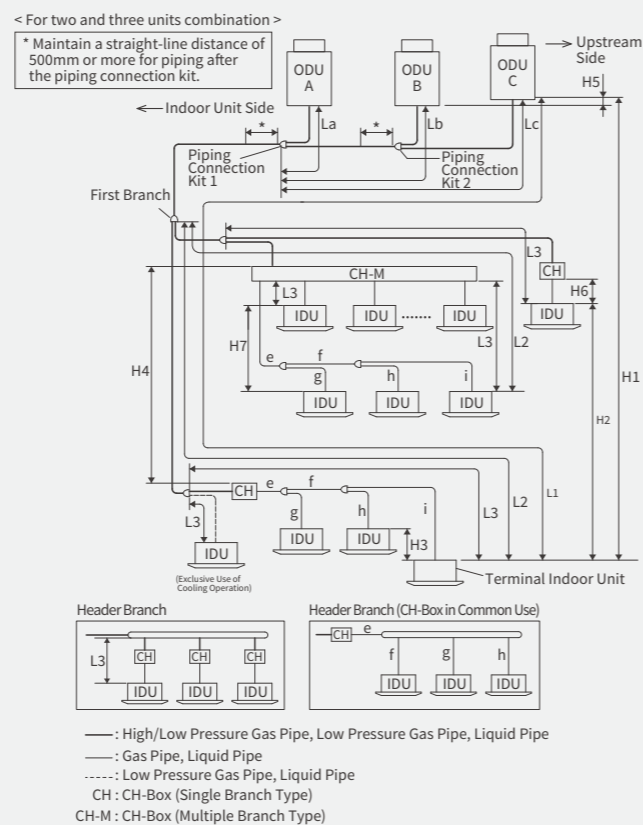 < For two and three units combination >
* Maintain a straight-line distance of
500mm or more for piping after
the piping connection kit.
ODU
A
ODU
B
ODU
C
Upstream
Side
H5
Indoor Unit Side
*
La
*
Lb
Lc
Piping
Connection
Kit 1
Piping
Connection
Kit 2
First Branch
L3
CH
H6
IDU
CH-M
L3
IDU
IDU
.......
IDU
H7
L3
L2
H4
H1
e
f
g
h
i
IDU
IDU
IDU
H2
L1
CH
e
f
g
h
i
L3
L2
L3
IDU
IDU
IDU
H3
(Exclusive Use of
Cooling Operation)
Terminal Indoor Unit
Header Branch
L3
CH
CH
CH
IDU
IDU
IDU
Header Branch (CH-Box in Common Use)
CH
e
f
g
h
IDU
IDU
IDU
: High/Low Pressure Gas Pipe, Low Pressure Gas Pipe, Liquid Pipe
: Gas Pipe, Liquid Pipe
: Low Pressure Gas Pipe, Liquid Pipe
CH : CH-Box (Single Branch Type)
CH-M : CH-Box (Multiple Branch Type)